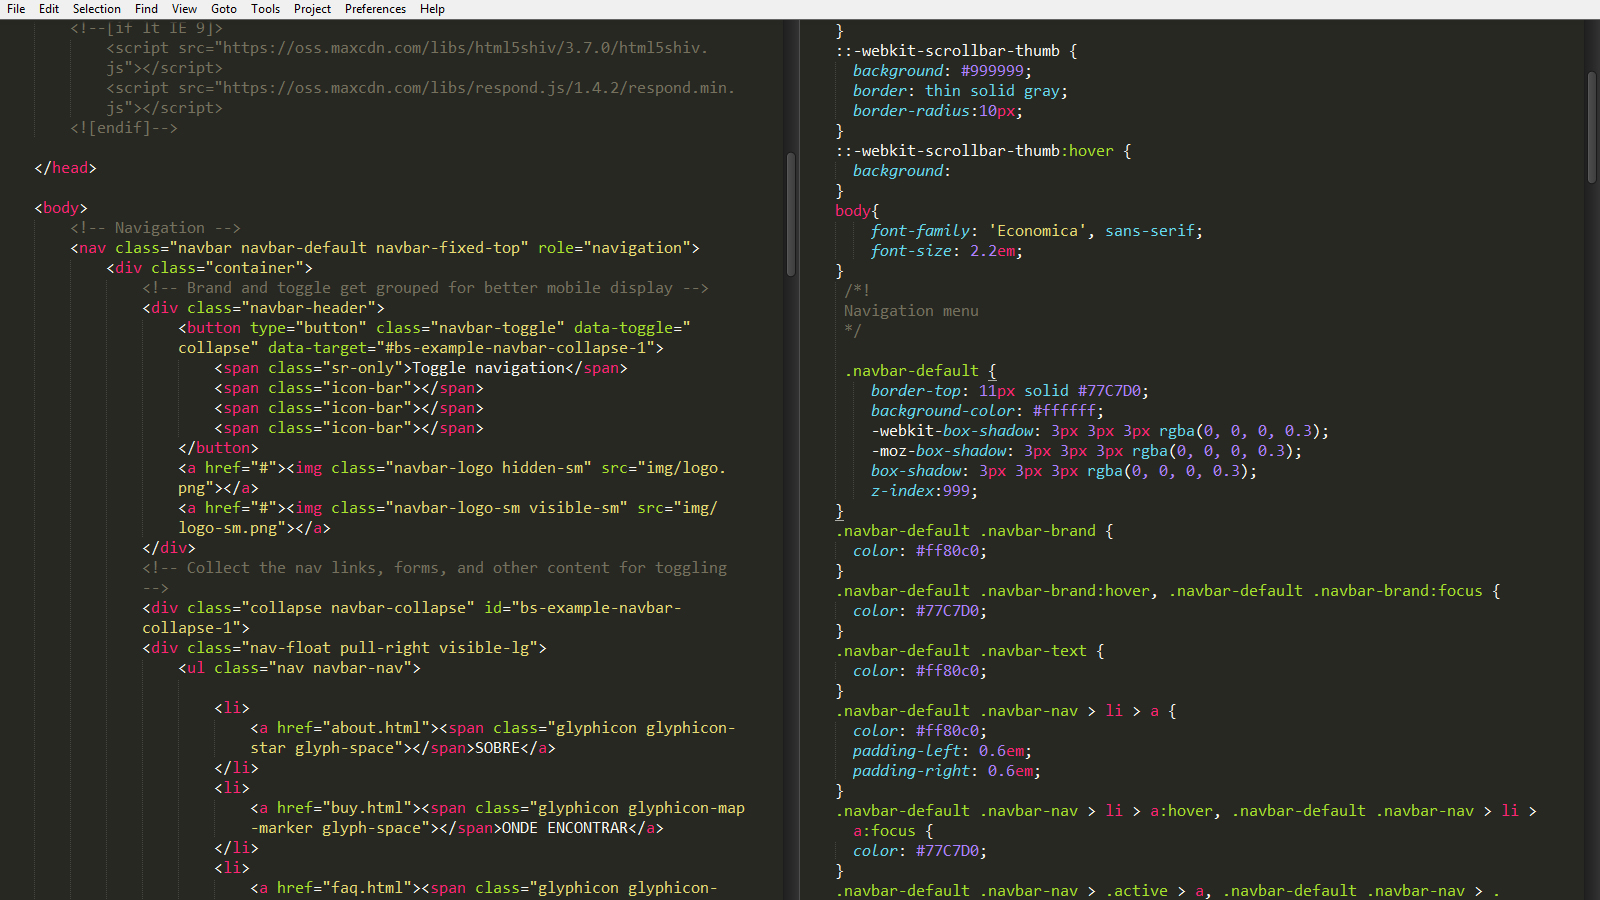 File Edit Selection Find View Goto Tools Project Preferences Help
<!--[if lt IE 9]>
<script src="https://oss.maxcdn.com/libs/html5shiv/3.7.0/html5shiv.
js"></script>
<script src="https://oss.maxcdn.com/libs/respond.js/1.4.2/respond.min.
js"></script>
<![endif]-->
</head>
<body>
<!-- Navigation -->
<nav class="navbar navbar-default navbar-fixed-top" role="navigation">
<div class="container">
<!-- Brand and toggle get grouped for better mobile display -->
<div class="navbar-header">
<button type="button" class="navbar-toggle" data-toggle="
collapse" data-target="#bs-example-navbar-collapse-1">
<span class="sr-only">Toggle navigation</span>
<span class="icon-bar"></span>
<span class="icon-bar"></span>
<span class="icon-bar"></span>
</button>
<a href="#"><img class="navbar-logo hidden-sm" src="img/logo.
png"></a>
<a href="#"><img class="navbar-logo-sm visible-sm" src="img/
logo-sm.png"></a>
</div>
<!-- Collect the nav links, forms, and other content for toggling
-->
<div class="collapse navbar-collapse" id="bs-example-navbar-
collapse-1">
<div class="nav-float pull-right visible-lg">
<ul class="nav navbar-nav">
<li>
<a href="about.html"><span class="glyphicon glyphicon-
star glyph-space"></span>SOBRE</a>
</li>
<li>
<a href="buy.html"><span class="glyphicon glyphicon-map
-marker glyph-space"></span>ONDE ENCONTRAR</a>
</li>
<li>
<a href="faq.html"><span class="glyphicon glyphicon-
}
::-webkit-scrollbar-thumb {
background: #999999;
border: thin solid gray;
border-radius:10px;
}
::-webkit-scrollbar-thumb:hover {
background:
}
body{
font-family: 'Economica', sans-serif;
font-size: 2.2em;
}
/*!
Navigation menu
*/
.navbar-default {
border-top: 11px solid #77C7D0;
background-color: #ffffff;
-webkit-box-shadow: 3px 3px 3px rgba(0, 0, 0, 0.3);
-moz-box-shadow: 3px 3px 3px rgba(0, 0, 0, 0.3);
box-shadow: 3px 3px 3px rgba(0, 0, 0, 0.3);
z-index:999;
}
.navbar-default .navbar-brand {
color: #ff80c0;
}
.navbar-default .navbar-brand:hover, .navbar-default .navbar-brand:focus {
color: #77C7D0;
}
.navbar-default .navbar-text {
color: #ff80c0;
}
.navbar-default .navbar-nav > li > a {
color: #ff80c0;
padding-left: 0.6em;
padding-right: 0.6em;
}
.navbar-default .navbar-nav > li > a:hover, .navbar-default .navbar-nav > li >
a:focus {
color: #77C7D0;
}
.navbar-default .navbar-nav > .active > a, .navbar-default .navbar-nav > .